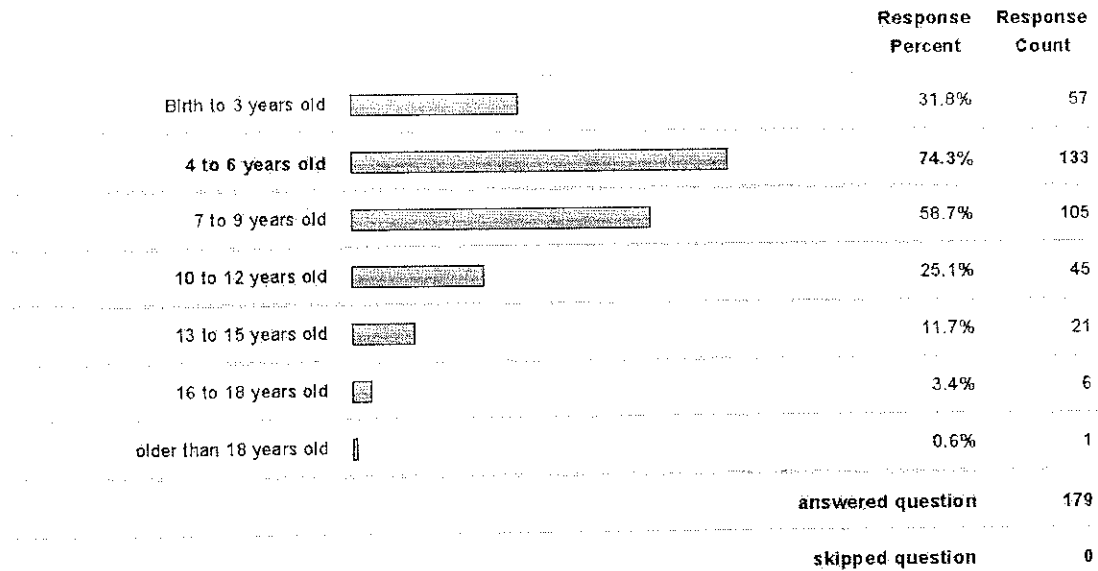 Response Response
Percent Count
Birth to 3 years old 31.8% 57
4 to 6 years old 74.3% 133
7 to 9 years old 58.7% 105
10 to 12 years old 25.1% 45
13 to 15 years old 11.7% 21
16 to 18 years old 3.4% 6
older than 18 years old 0.6% 1
answered question 179
skipped question 0